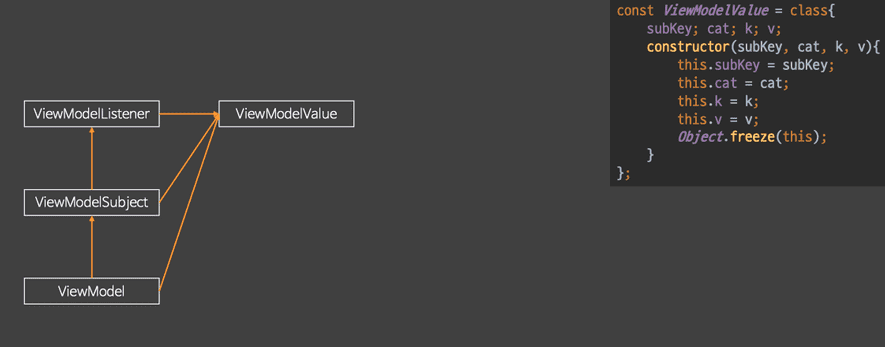 const ViewModelValue = class{
    subKey; cat; k; v;
    constructor(subKey, cat, k, v){
        this.subKey = subKey;
        this.cat = cat;
        this.k = k;
        this.v = v;
        Object.freeze(this);
    }
};
ViewModelListener
ViewModelValue
ViewModelSubject
ViewModel